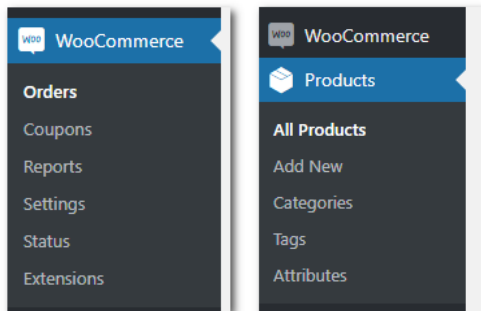 Woo WooCommerce
Orders
Coupons
Reports
Settings
Status
Extensions
Woo WooCommerce
Products
All Products
Add New
Categories
Tags
Attributes